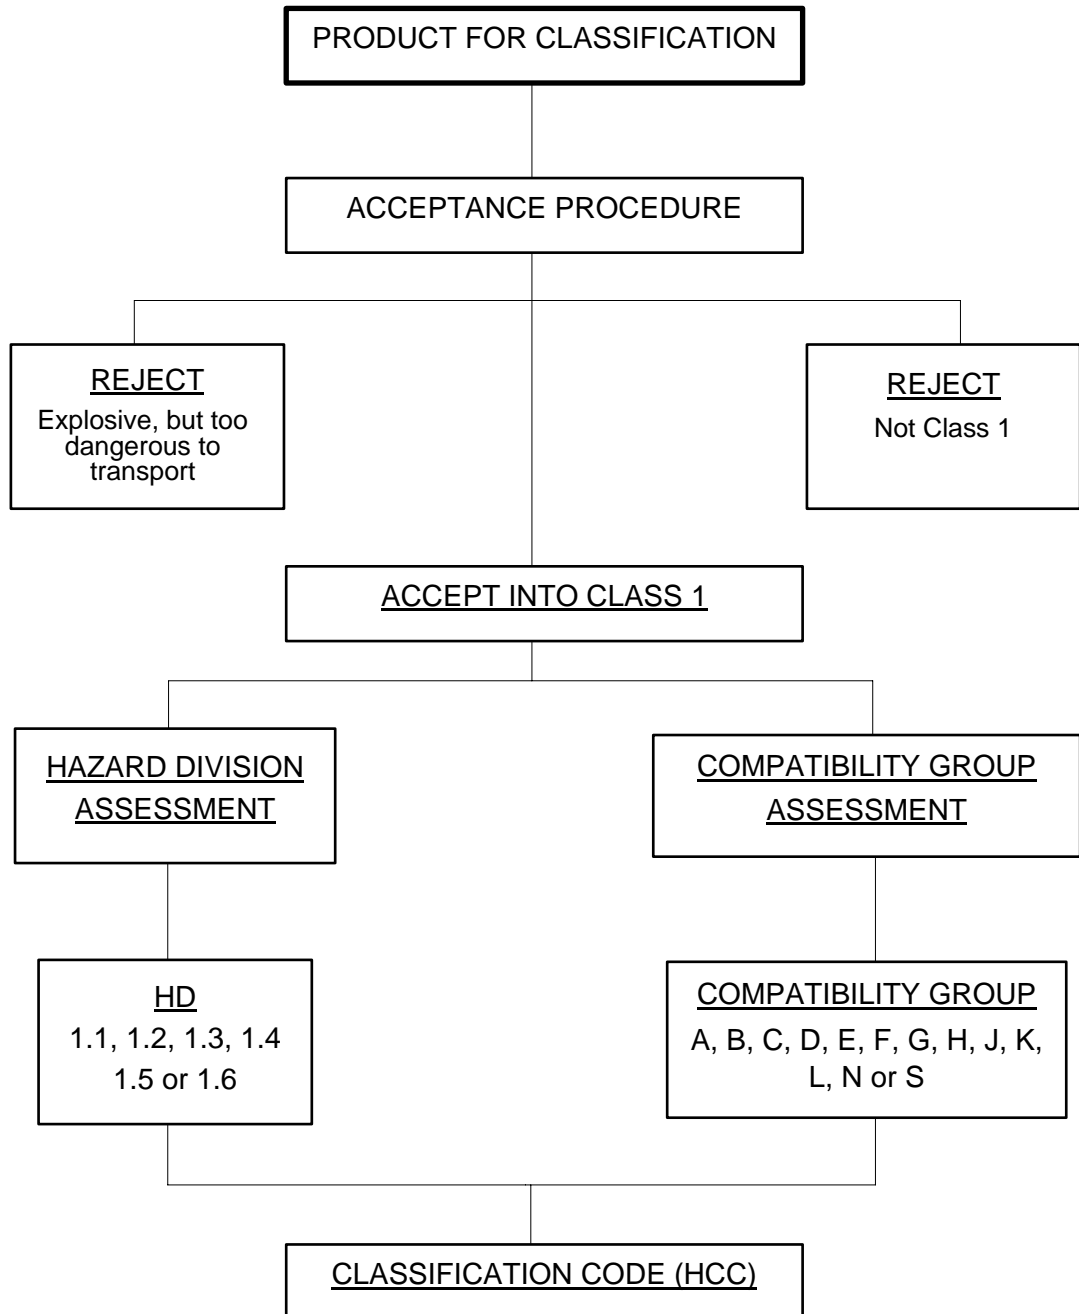 PRODUCT FOR CLASSIFICATION
ACCEPTANCE PROCEDURE
REJECT
Explosive, but too
dangerous to
transport
REJECT
Not Class 1
ACCEPT INTO CLASS 1
HAZARD DIVISION
ASSESSMENT
COMPATIBILITY GROUP
ASSESSMENT
HD
1.1, 1.2, 1.3, 1.4
1.5 or 1.6
COMPATIBILITY GROUP
A, B, C, D, E, F, G, H, J, K,
L, N or S
CLASSIFICATION CODE (HCC)